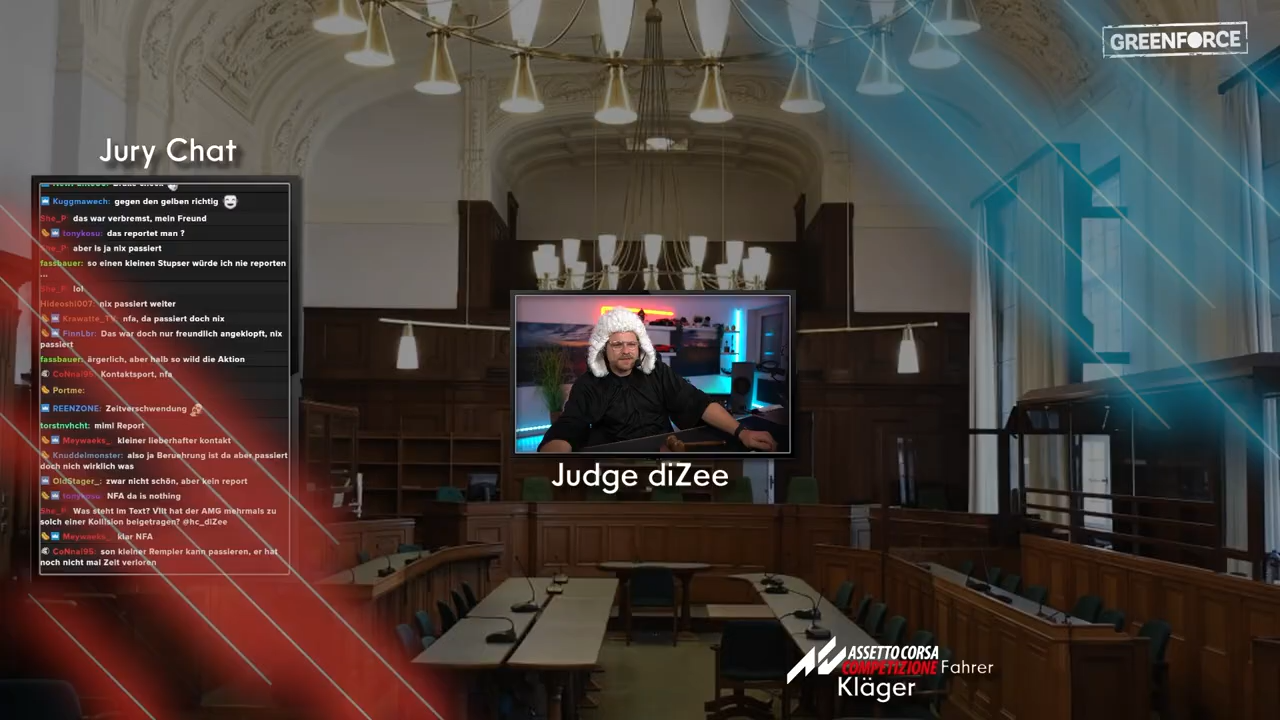 GREENFORCE
Jury Chat
Kuggmawech: gegen den gelben richtig
She_P: das war verbremst, mein Freund
tonykosu: das reportet man ?
She_P: aber is ja nix passiert
fassbauer: so einen kleinen Stupser würde ich nie reporten
...
She_P: lol
Hideoshi007: nix passiert weiter
Krawatte_TV: nfa, da passiert doch nix
FinnLbr: Das war doch nur freundlich angeklopft, nix
passiert
fassbauer: ärgerlich, aber halb so wild die Aktion
CoNnai95: Kontaktsport, nfa
Portme:
REENZONE: Zeitverschwendung
torstnvhcht: mimi Report
Meywaeks_: kleiner lieberhafter kontakt
Knuddelmonster: also ja Beruehrung ist da aber passiert
doch nich wirklich was
OldStager_: zwar nicht schön, aber kein report
tonykosu: NFA da is nothing
She_P: Was steht im Text? Vllt hat der AMG mehrmals zu
solch einer Kollision beigetragen? @hc_diZee
Meywaeks_: klar NFA
CoNnai95: son kleiner Rempler kann passieren, er hat
noch nicht mal Zeit verloren
Judge diZee
ASSETTO CORSA
COMPETIZIONE Fahrer
Kläger